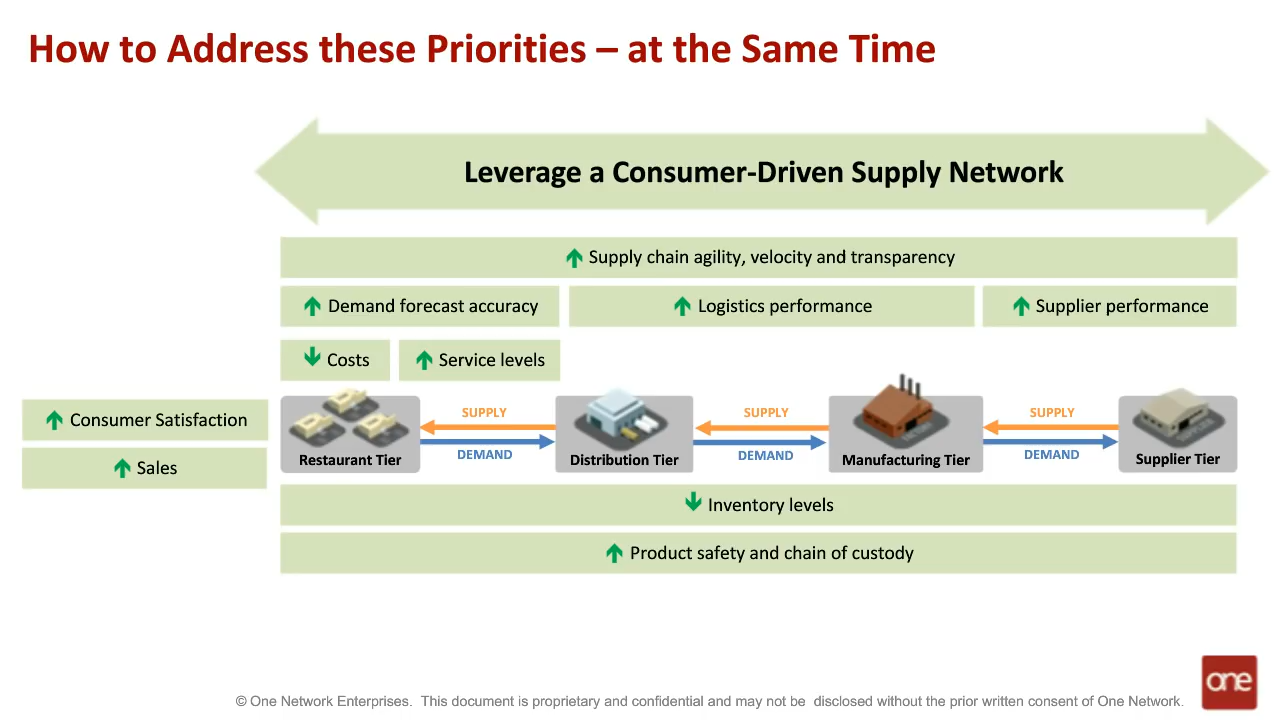 How to Address these Priorities – at the Same Time
Leverage a Consumer-Driven Supply Network
Supply chain agility, velocity and transparency
Demand forecast accuracy
Logistics performance
Supplier performance
Costs
Service levels
Consumer Satisfaction
Sales
SUPPLY
SUPPLY
SUPPLY
DEMAND
DEMAND
DEMAND
Restaurant Tier
Distribution Tier
Manufacturing Tier
Supplier Tier
Inventory levels
Product safety and chain of custody
one
© One Network Enterprises. This document is proprietary and confidential and may not be disclosed without the prior written consent of One Network.